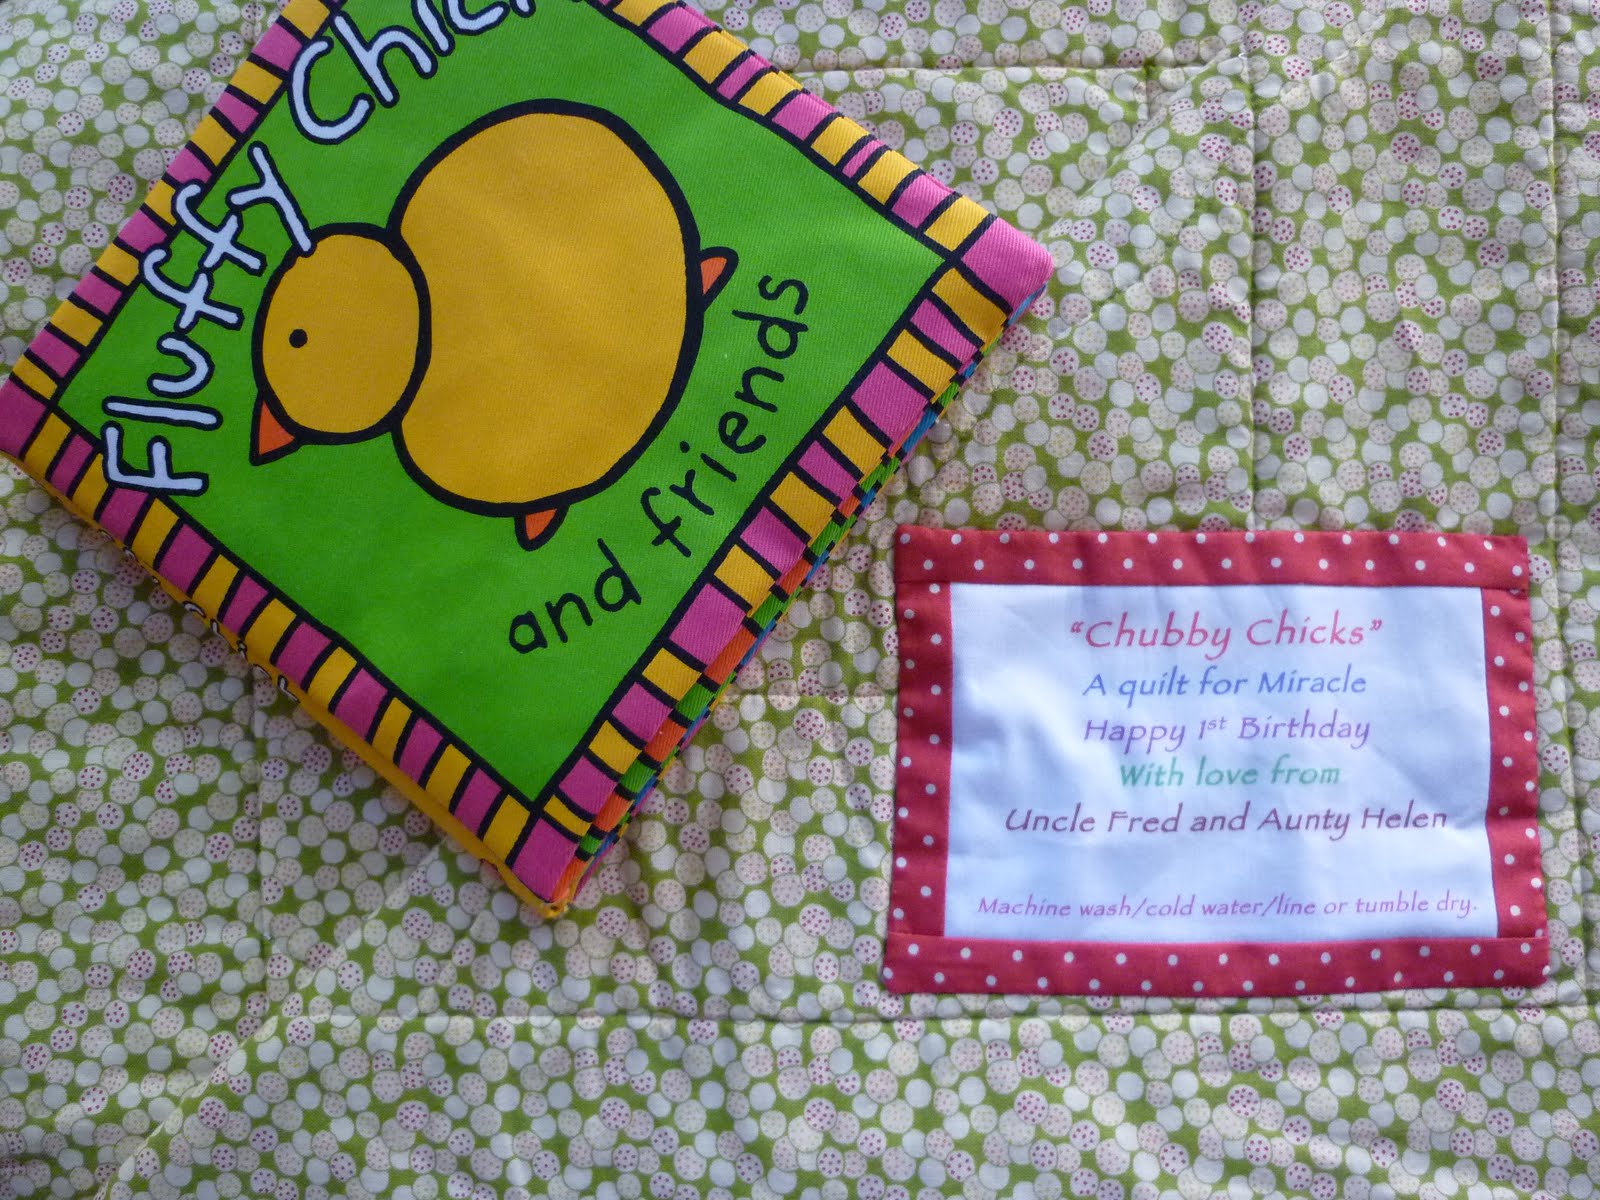 Fluffy
and friends
“Chubby Chicks”
A quilt for Miracle
Happy 1st Birthday
With love from
Uncle Fred and Aunty Helen
Machine wash/cold water/line or tumble dry.